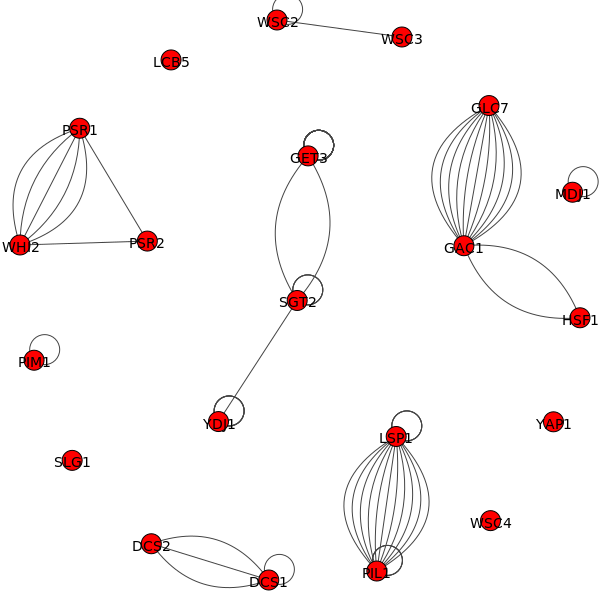 WSC2
WSC3
LCB5
GLC7
PSR1
GET3
MDJ1
WHI2
PSR2
GAC1
SGT2
HSF1
PIM1
YDJ1
YAP1
LSP1
SLG1
WSC4
DCS2
PIL1
DCS1